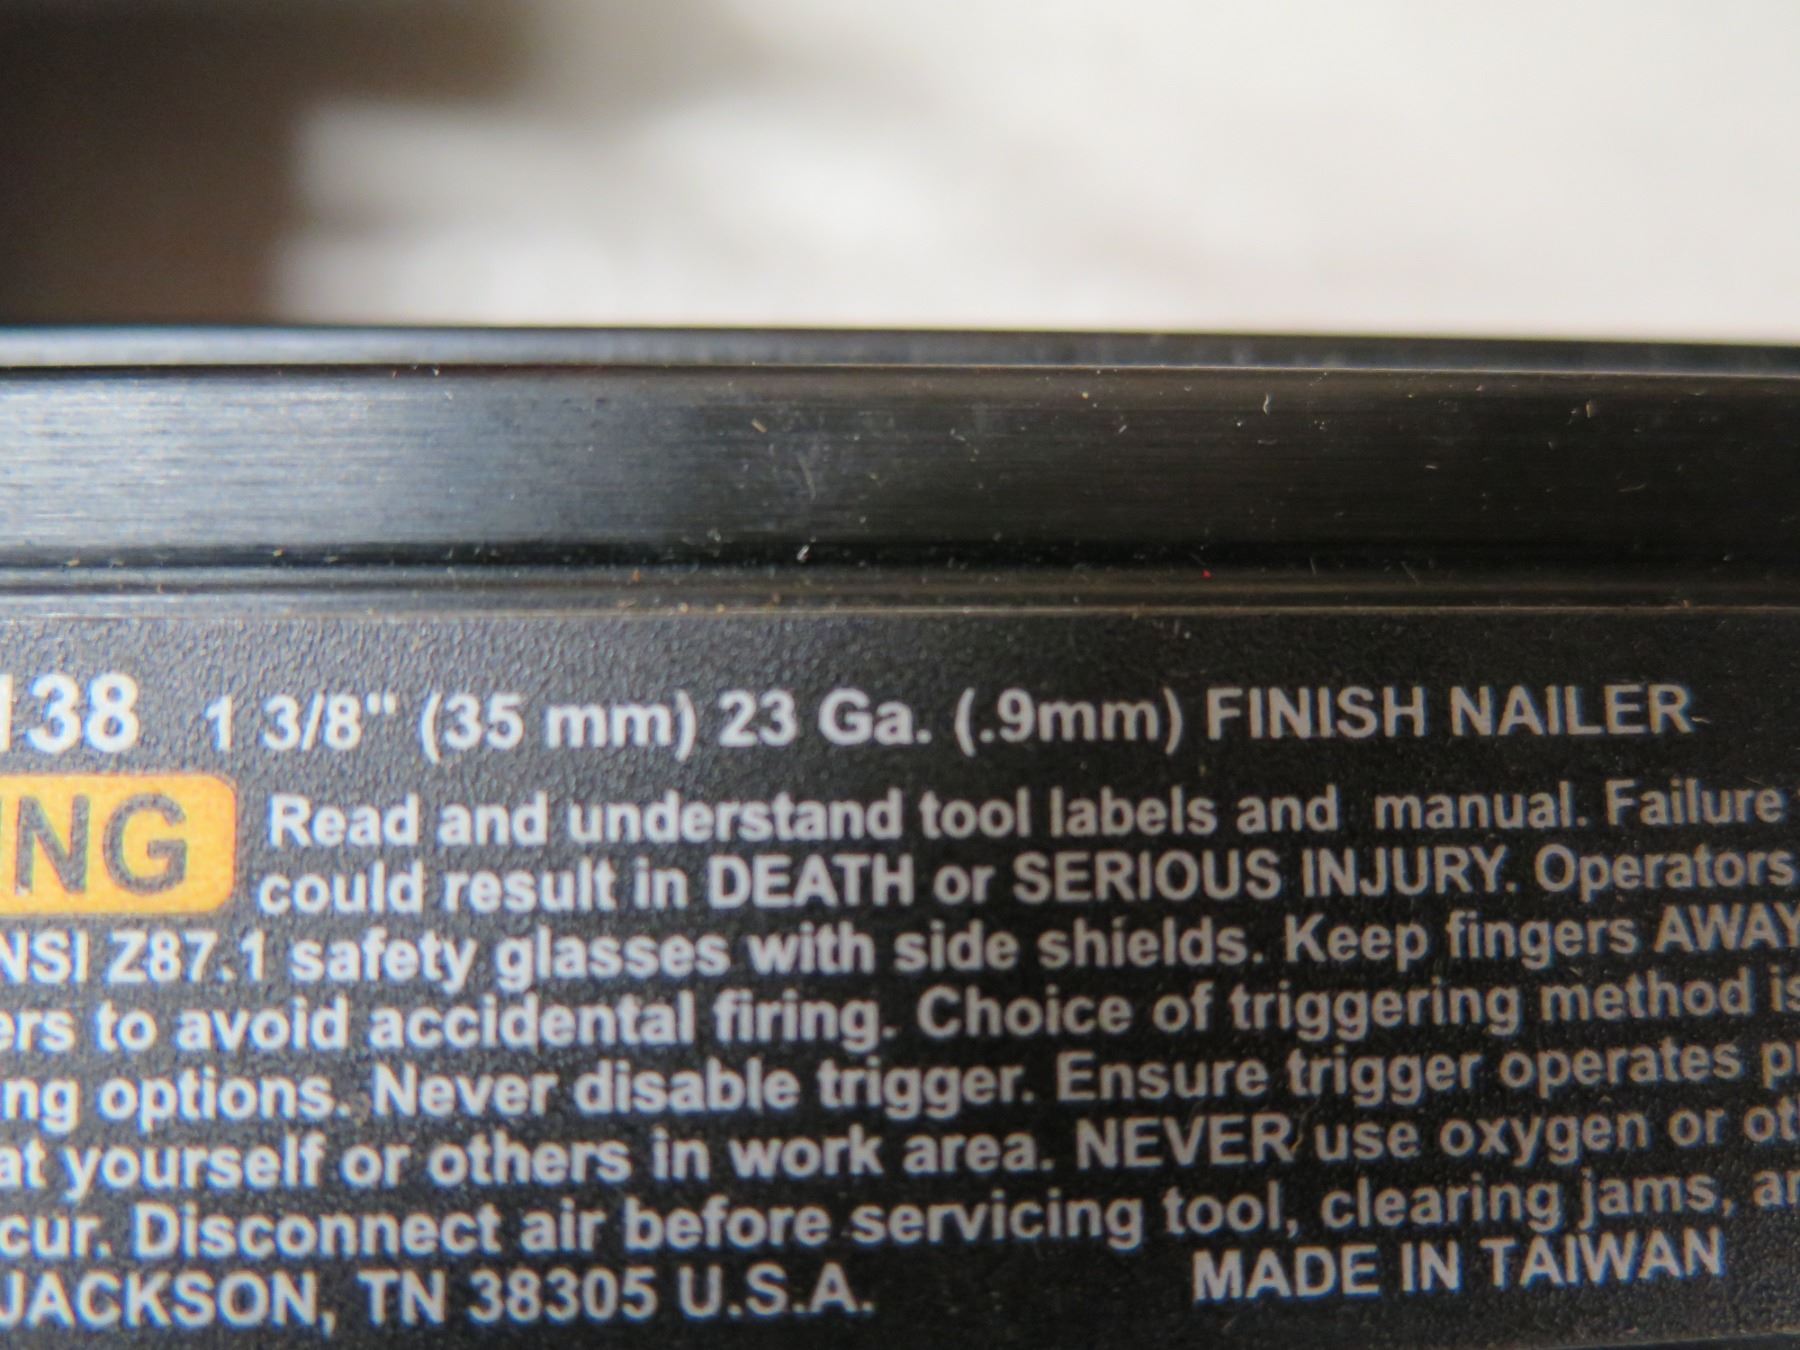 138 1 3/8" (35 mm) 23 Ga. (.9mm) FINISH NAILER
NG Read and understand tool labels and manual. Failure
could result in DEATH or SERIOUS INJURY. Operators
NSI Z87.1 safety glasses with side shields. Keep fingers AWAY
ers to avoid accidental firing. Choice of triggering method is
ng options. Never disable trigger. Ensure trigger operates p
at yourself or others in work area. NEVER use oxygen or ot
cur. Disconnect air before servicing tool, clearing jams, an
JACKSON, TN 38305 U.S.A. MADE IN TAIWAN